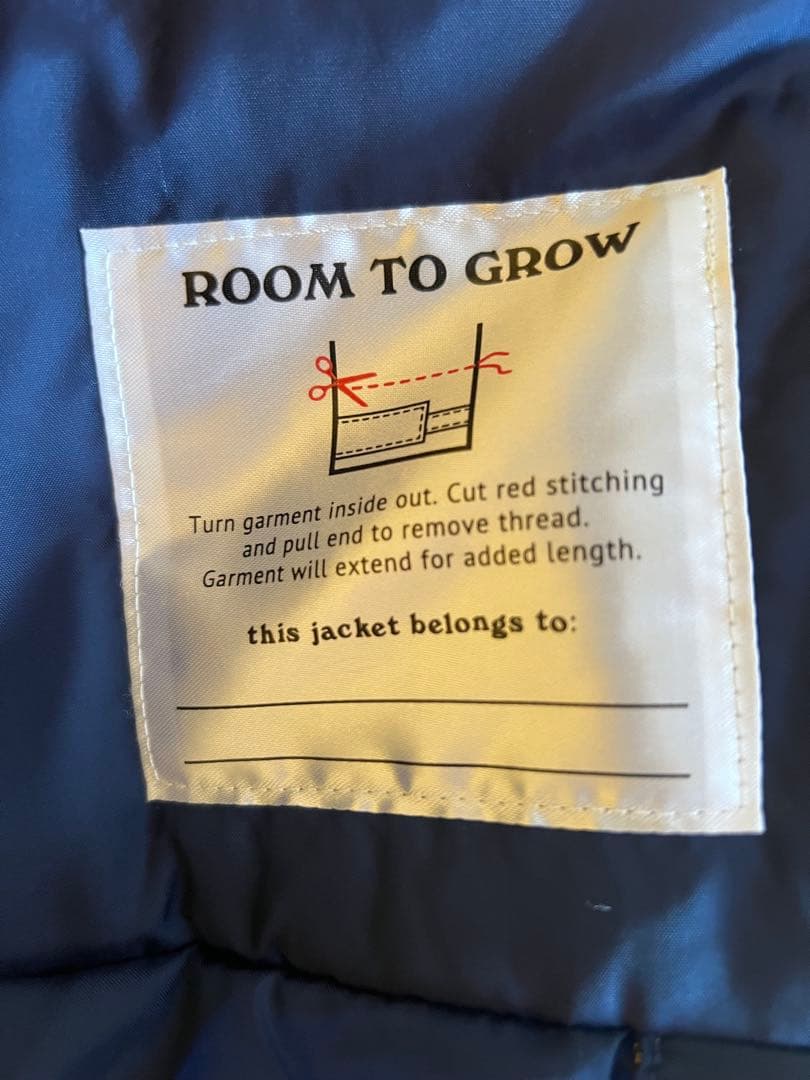 ROOM TO GROW
Turn garment inside out. Cut red stitching
and pull end to remove thread.
Garment will extend for added length.
this jacket belongs to: